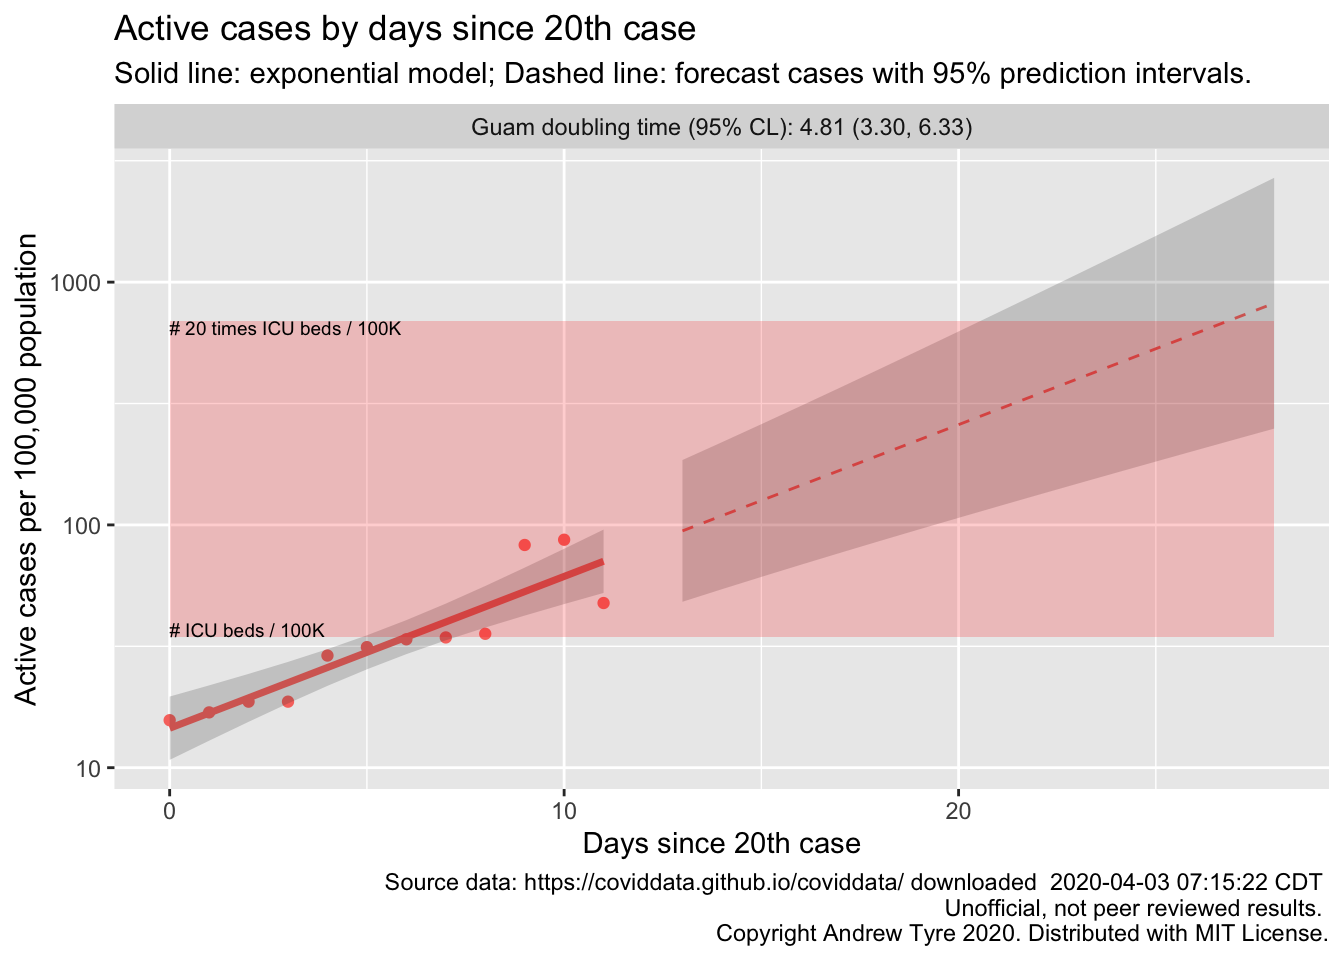 Active cases by days since 20th case
Solid line: exponential model; Dashed line: forecast cases with 95% prediction intervals.
Guam doubling time (95% CL): 4.81 (3.30, 6.33)
Active cases per 100,000 population
1000
100
10
# 20 times ICU beds / 100K
# ICU beds / 100K
0
10
20
Days since 20th case
Source data: https://coviddata.github.io/coviddata/ downloaded  2020-04-03 07:15:22 CDT
Unofficial, not peer reviewed results.
Copyright Andrew Tyre 2020. Distributed with MIT License.